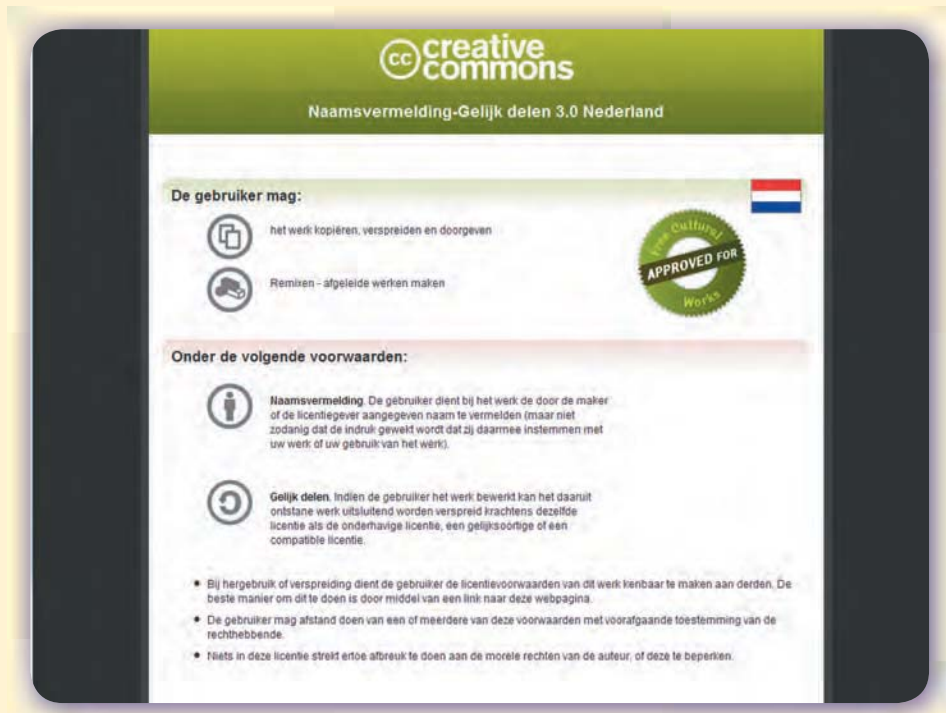 cc creative
commons
Naamsvermelding-Gelijk delen 3.0 Nederland
De gebruiker mag:
het werk kopiëren, verspreiden en doorgeven
Remixen - afgeleide werken maken
Free Cultural
APPROVED FOR
Works
Onder de volgende voorwaarden:
Naamsvermelding. De gebruiker dient bij het werk de door de maker
of de licentiegever aangegeven naam te vermelden (maar niet
zodanig dat de indruk gewekt wordt dat zij daarmee instemmen met
uw werk of uw gebruik van het werk).
Gelijk delen. Indien de gebruiker het werk bewerkt kan het daaruit
ontstane werk uitsluitend worden verspreid krachtens dezelfde
licentie als de onderhavige licentie, een gelijksoortige of een
compatible licentie.
Bij hergebruik of verspreiding dient de gebruiker de licentievoorwaarden van dit werk kenbaar te maken aan derden. De
beste manier om dit te doen is door middel van een link naar deze webpagina.
De gebruiker mag afstand doen van een of meerdere van deze voorwaarden met voorafgaande toestemming van de
rechthebbende.
Niets in deze licentie strekt ertoe afbreuk te doen aan de morele rechten van de auteur, of deze te beperken.